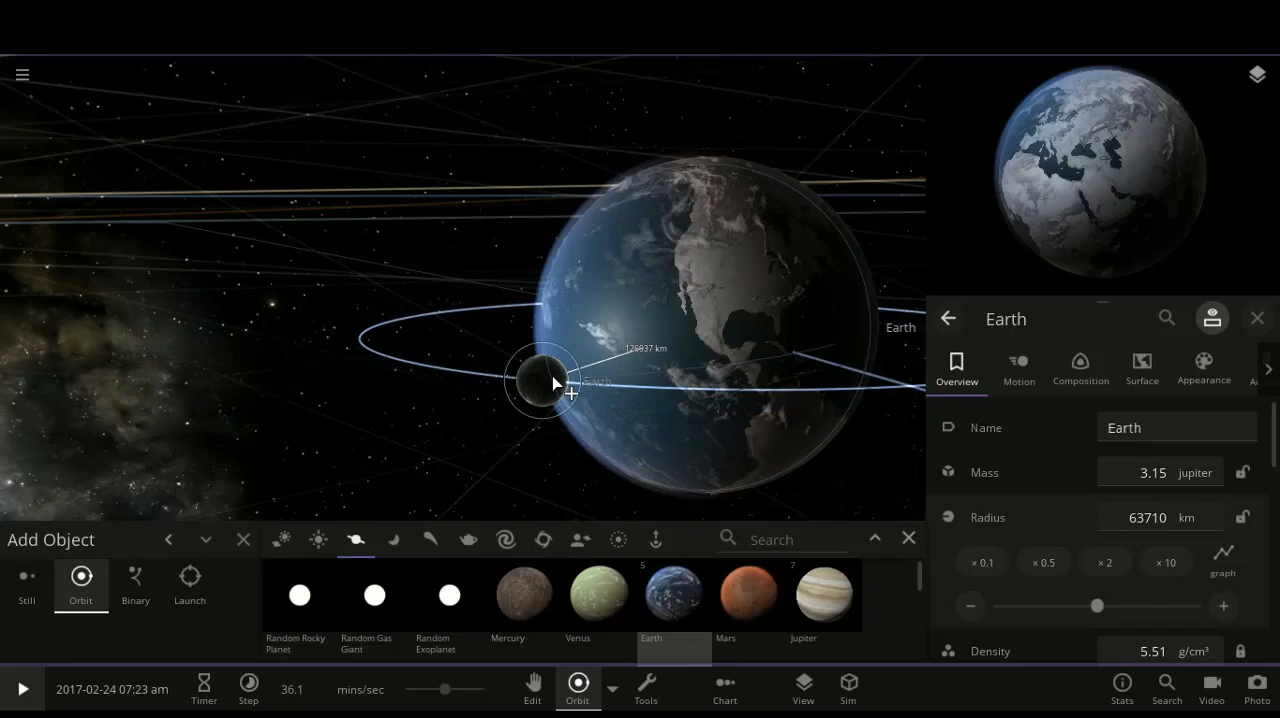 126937 km
Earth
Earth
Earth
Overview
Motion
Composition
Surface
Appearance
Name
Earth
Mass
3.15 jupiter
Radius
63710 km
× 0.1
× 0.5
× 2
× 10
graph
Density
5.51 g/cm³
Add Object
Search
Still
Orbit
Binary
Launch
5
7
Random Rocky
Planet
Random Gas
Giant
Random
Exoplanet
Mercury
Venus
Earth
Mars
Jupiter
2017-02-24 07:23 am
Timer
Step
36.1 mins/sec
Edit
Orbit
Tools
Chart
View
Sim
Stats
Search
Video
Photo